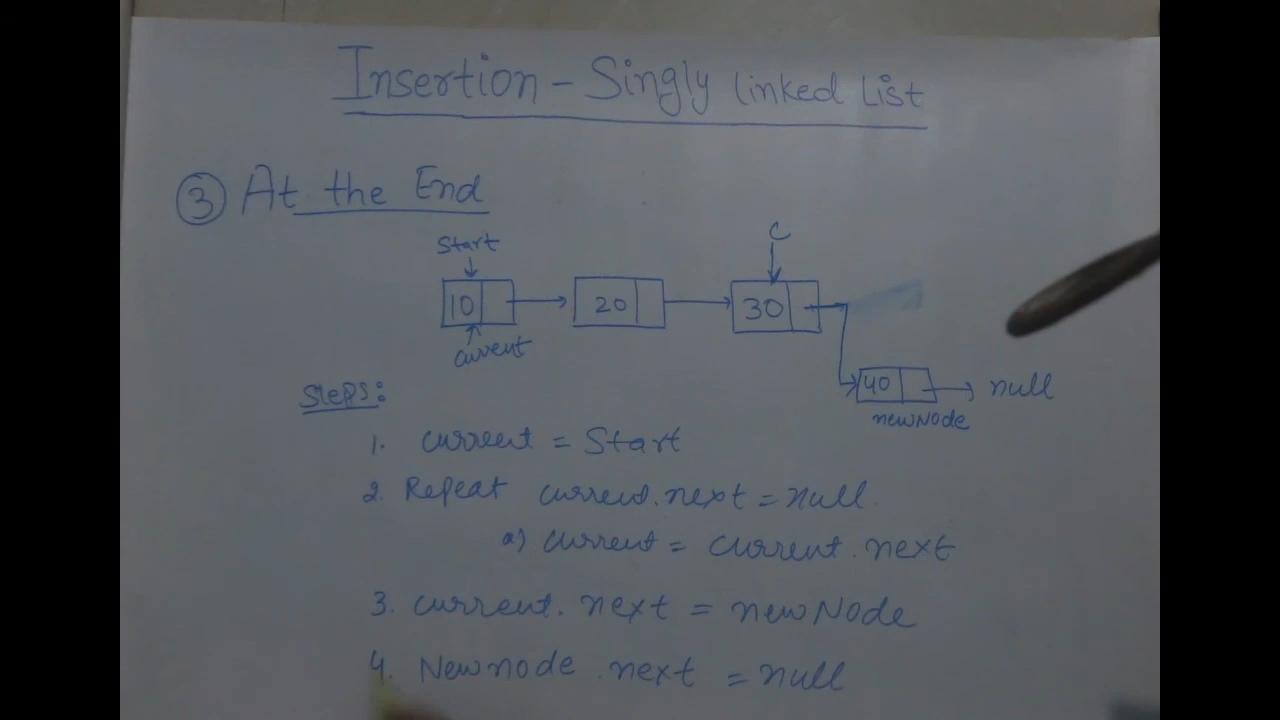 Insertion - Singly Linked List
③ At the End
Start
C
10
20
30
current
40
null
newNode
Steps:
1. current = Start
2. Repeat current.next = null.
a) current = current.next
3. current.next = newNode
4. Newnode.next = null